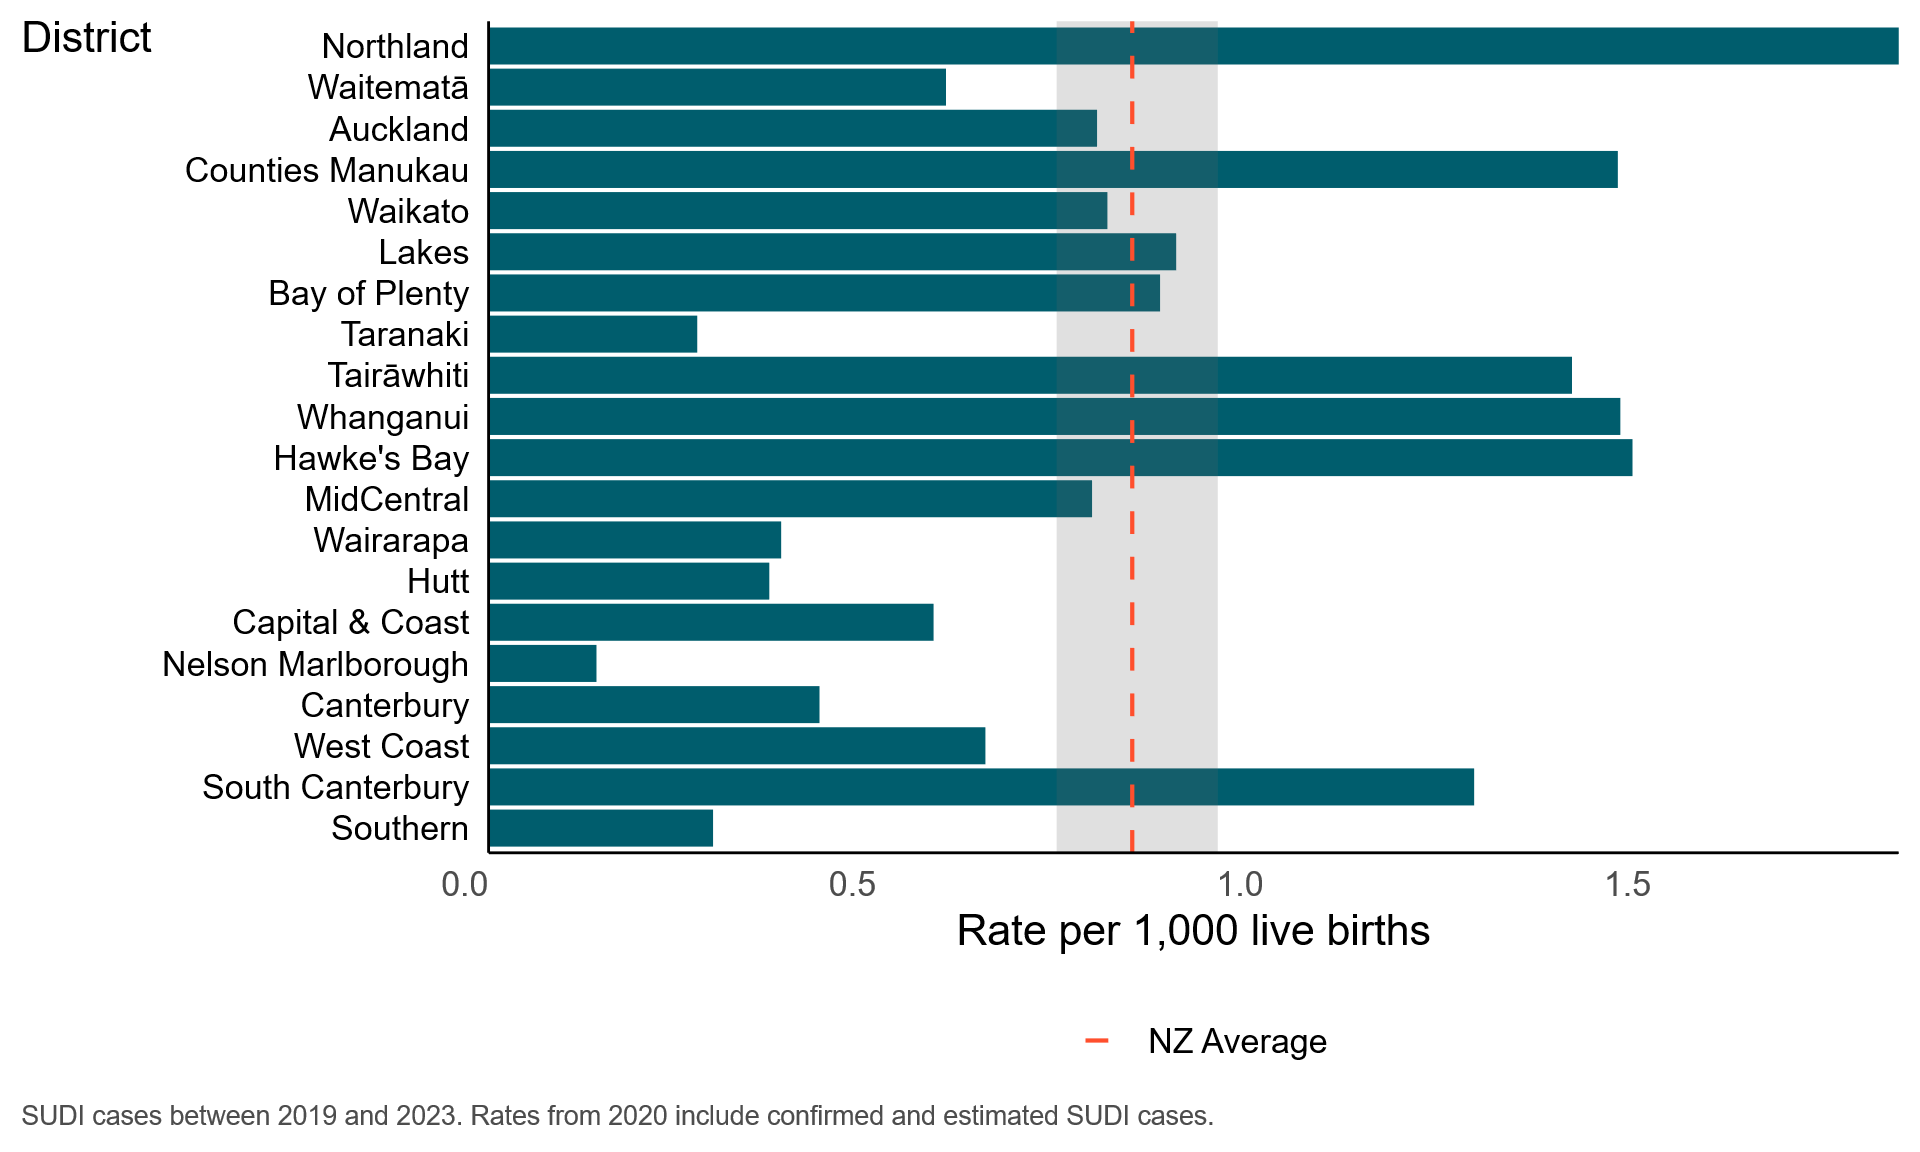 District
Northland
Waitematā
Auckland
Counties Manukau
Waikato
Lakes
Bay of Plenty
Taranaki
Tairāwhiti
Whanganui
Hawke's Bay
MidCentral
Wairarapa
Hutt
Capital & Coast
Nelson Marlborough
Canterbury
West Coast
South Canterbury
Southern
0.0 0.5 1.0 1.5
Rate per 1,000 live births
NZ Average
SUDI cases between 2019 and 2023. Rates from 2020 include confirmed and estimated SUDI cases.